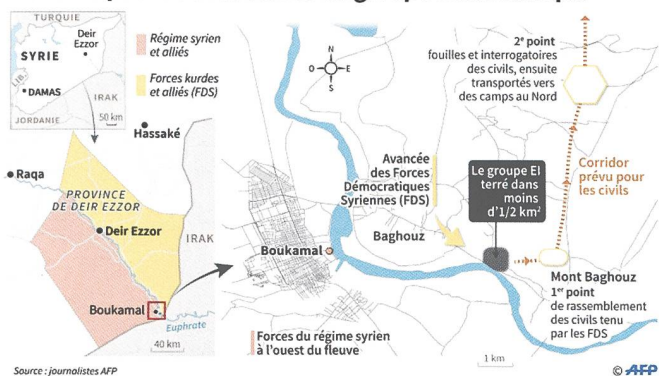 TURQUIE
Deir
Ezzor
SYRIE
LIB.
DAMAS
IRAK
JORDANIE
50 km
Régime syrien
et alliés
Forces kurdes
et alliés (FDS)
Hassaké
Raqa
PROVINCE
DE DEIR EZZOR
Deir Ezzor
IRAK
Boukamal
Euphrate
40 km
N
O
E
S
2e point
fouilles et interrogatoires
des civils, ensuite
transportés vers
des camps au Nord
Avancée
des Forces
Démocratiques
Syriennes (FDS)
Le groupe EI
terré dans
moins
d'1/2 km²
Corridor
prévu pour
les civils
Boukamal
Baghouz
Mont Baghouz
1er point
de rassemblement
des civils tenu
par les FDS
Forces du régime syrien
à l'ouest du fleuve
1 km
Source : journalistes AFP
© AFP